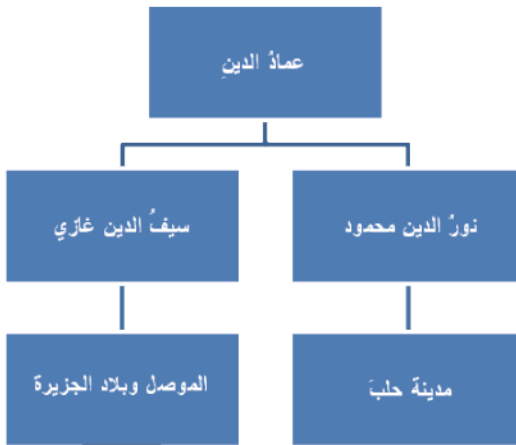 عمادُ الدينِ
نورُ الدين محمود
سيفُ الدين غازي
مدينة حلبَ
الموصل وبلاد الجزيرة